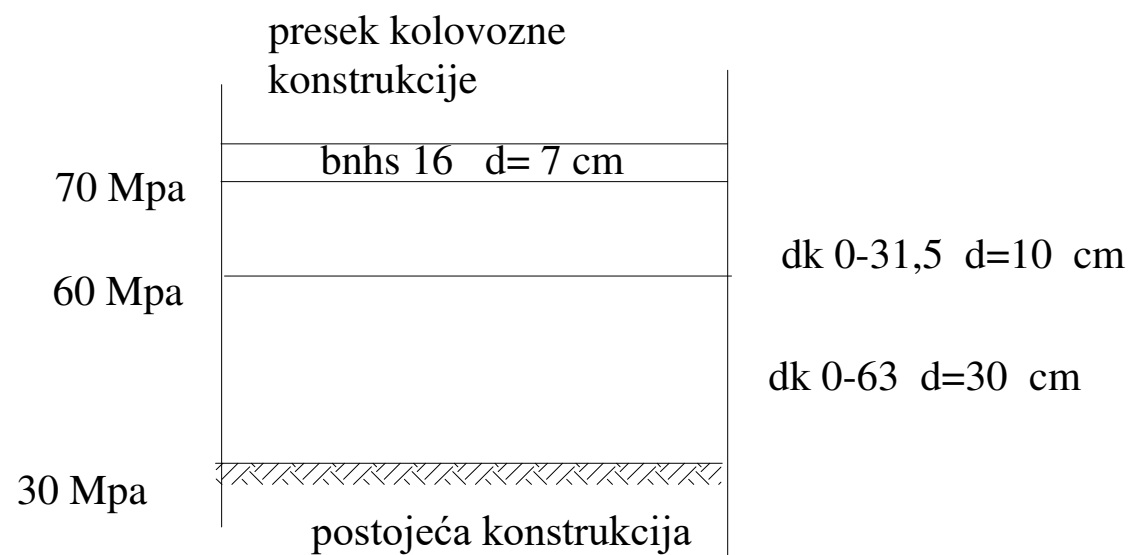 presek kolovozne
konstrukcije
bnhs 16 d= 7 cm
70 Mpa
dk 0-31,5 d=10 cm
60 Mpa
dk 0-63 d=30 cm
30 Mpa
postojeća konstrukcija